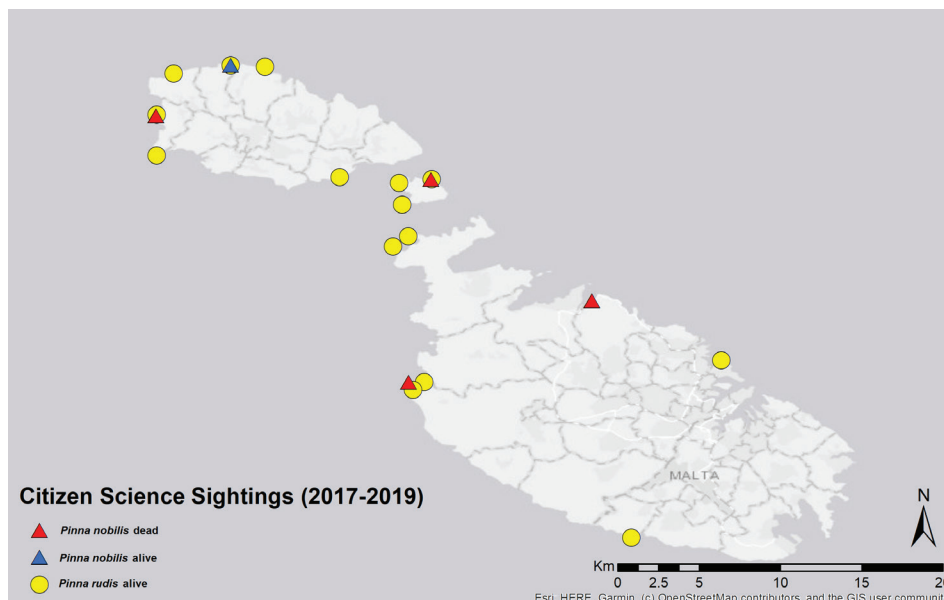 MALTA
Citizen Science Sightings (2017-2019)
Pinna nobilis dead
Pinna nobilis alive
Pinna rudis alive
N
Km
0 2.5 5 10 15 20
Esri, HERE, Garmin, (c) OpenStreetMap contributors, and the GIS user